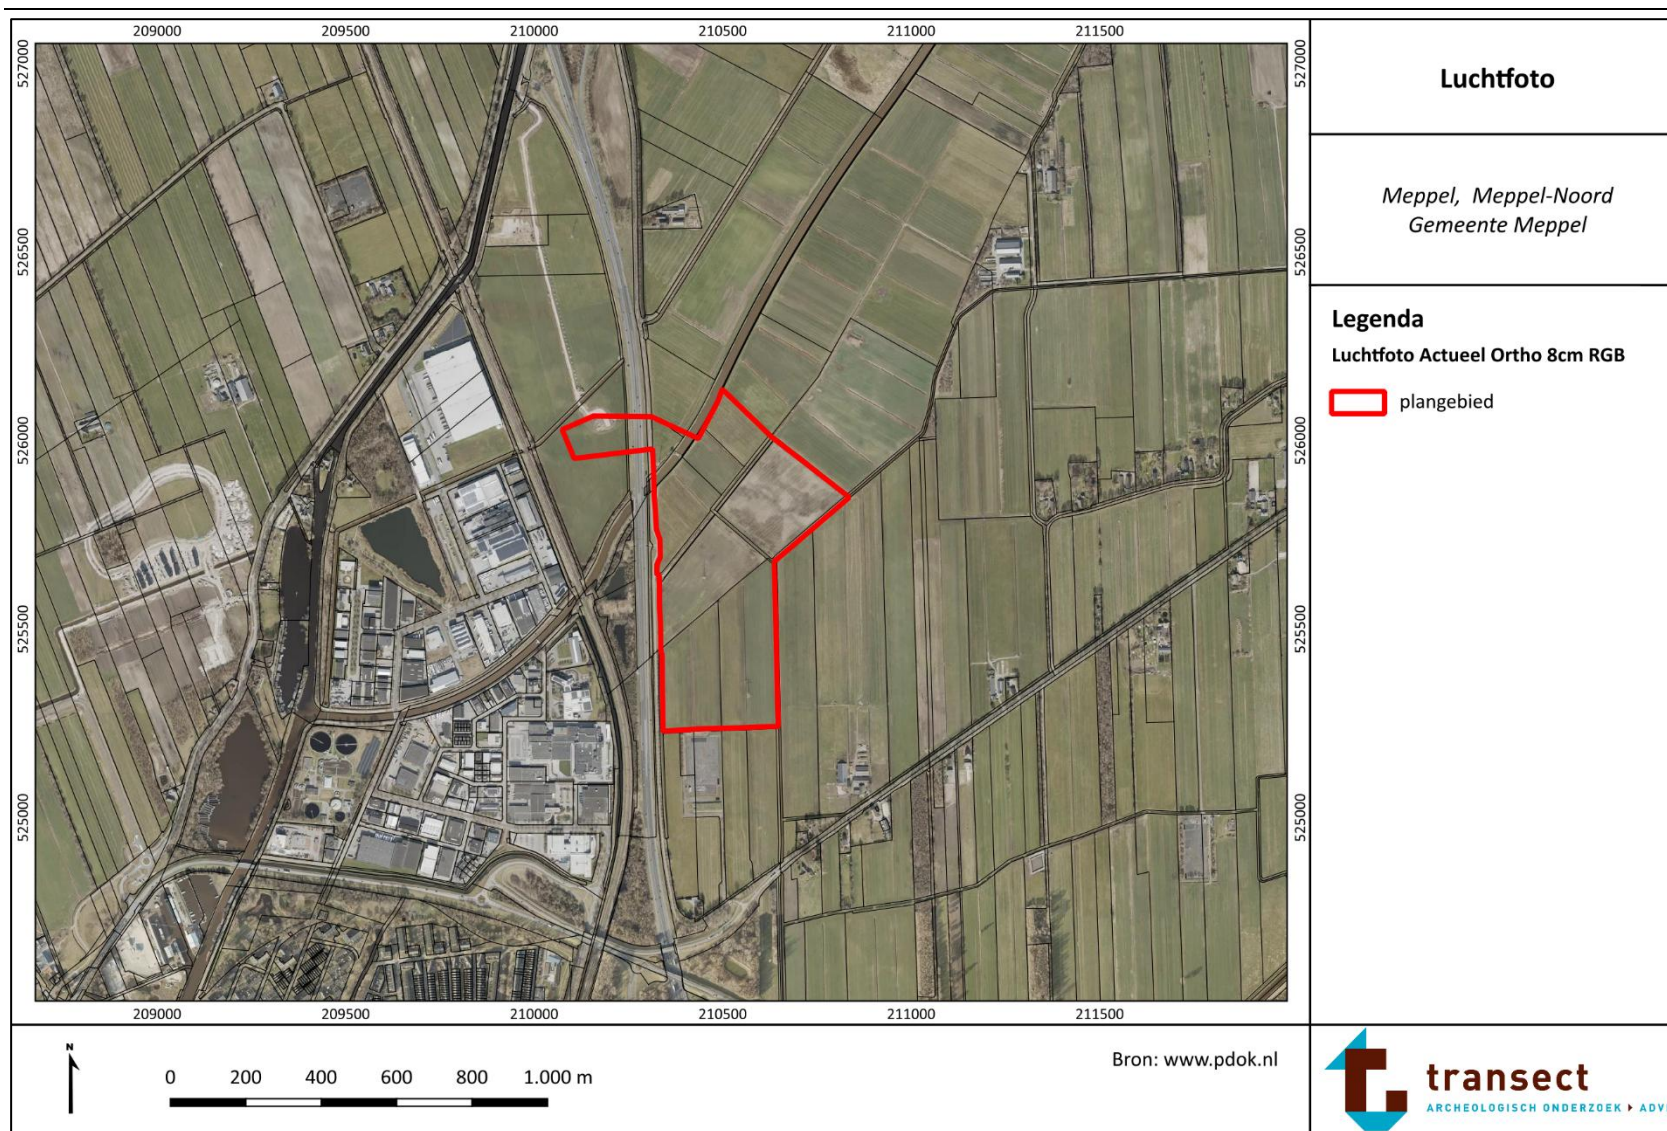 209000 209500 210000 210500 211000 211500
527000
526500
526000
525500
525000
527000
526500
526000
525500
525000
209000 209500 210000 210500 211000 211500
Luchtfoto
Meppel, Meppel-Noord
Gemeente Meppel
Legenda
Luchtfoto Actueel Ortho 8cm RGB
plangebied
N
0 200 400 600 800 1.000 m
Bron: www.pdok.nl
transect
ARCHEOLOGISCH ONDERZOEK ▸ ADV